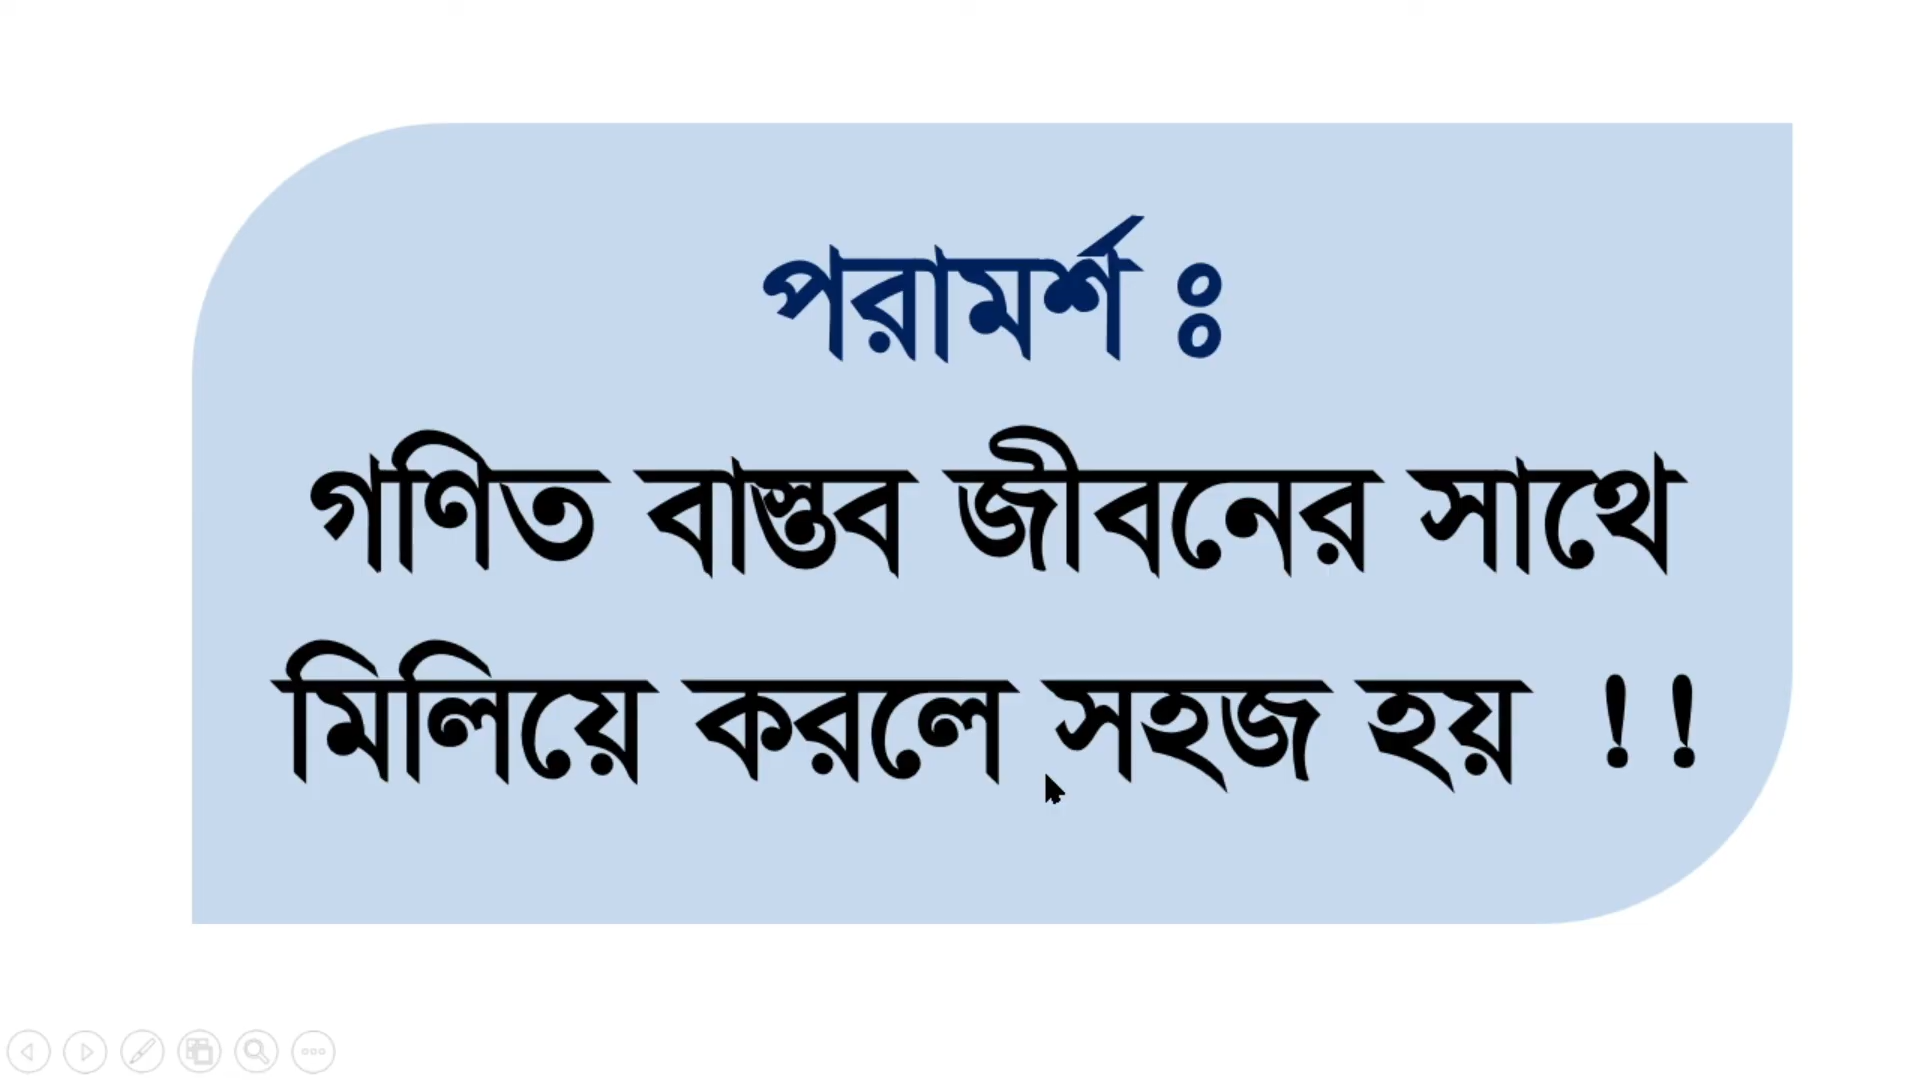 পরামর্শ ঃ
গণিত বাস্তব জীবনের সাথে
মিলিয়ে করলে সহজ হয় !!